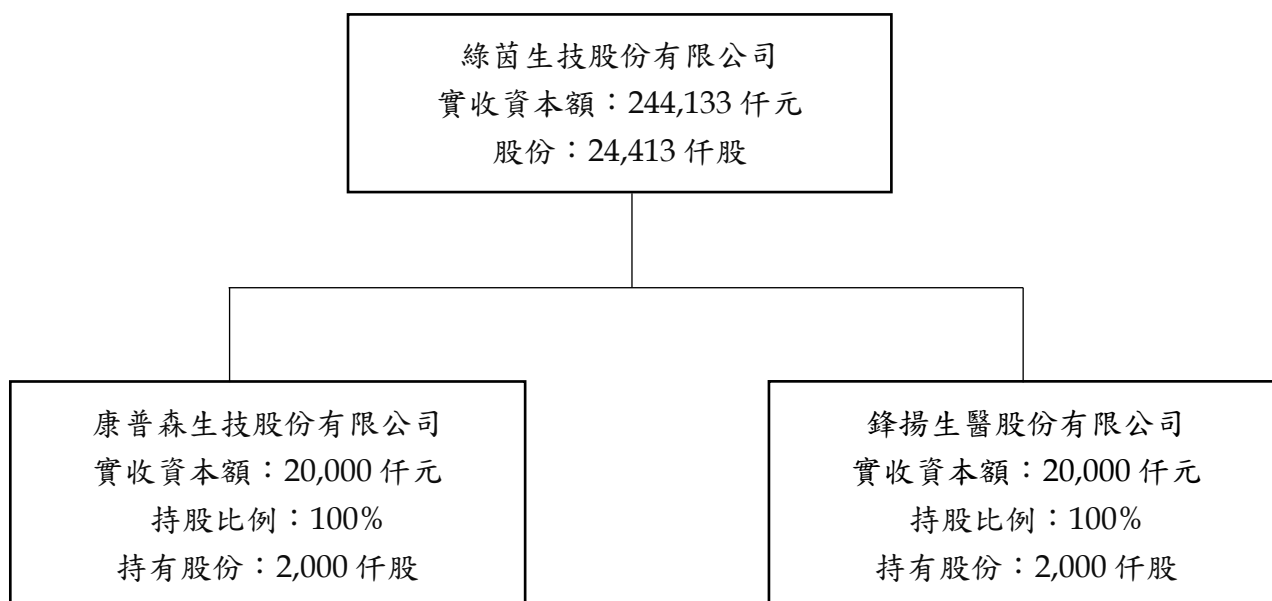 綠茵生技股份有限公司
實收資本額：244,133 仟元
股份：24,413 仟股
康普森生技股份有限公司
實收資本額：20,000 仟元
持股比例：100%
持有股份：2,000 仟股
鋒揚生醫股份有限公司
實收資本額：20,000 仟元
持股比例：100%
持有股份：2,000 仟股